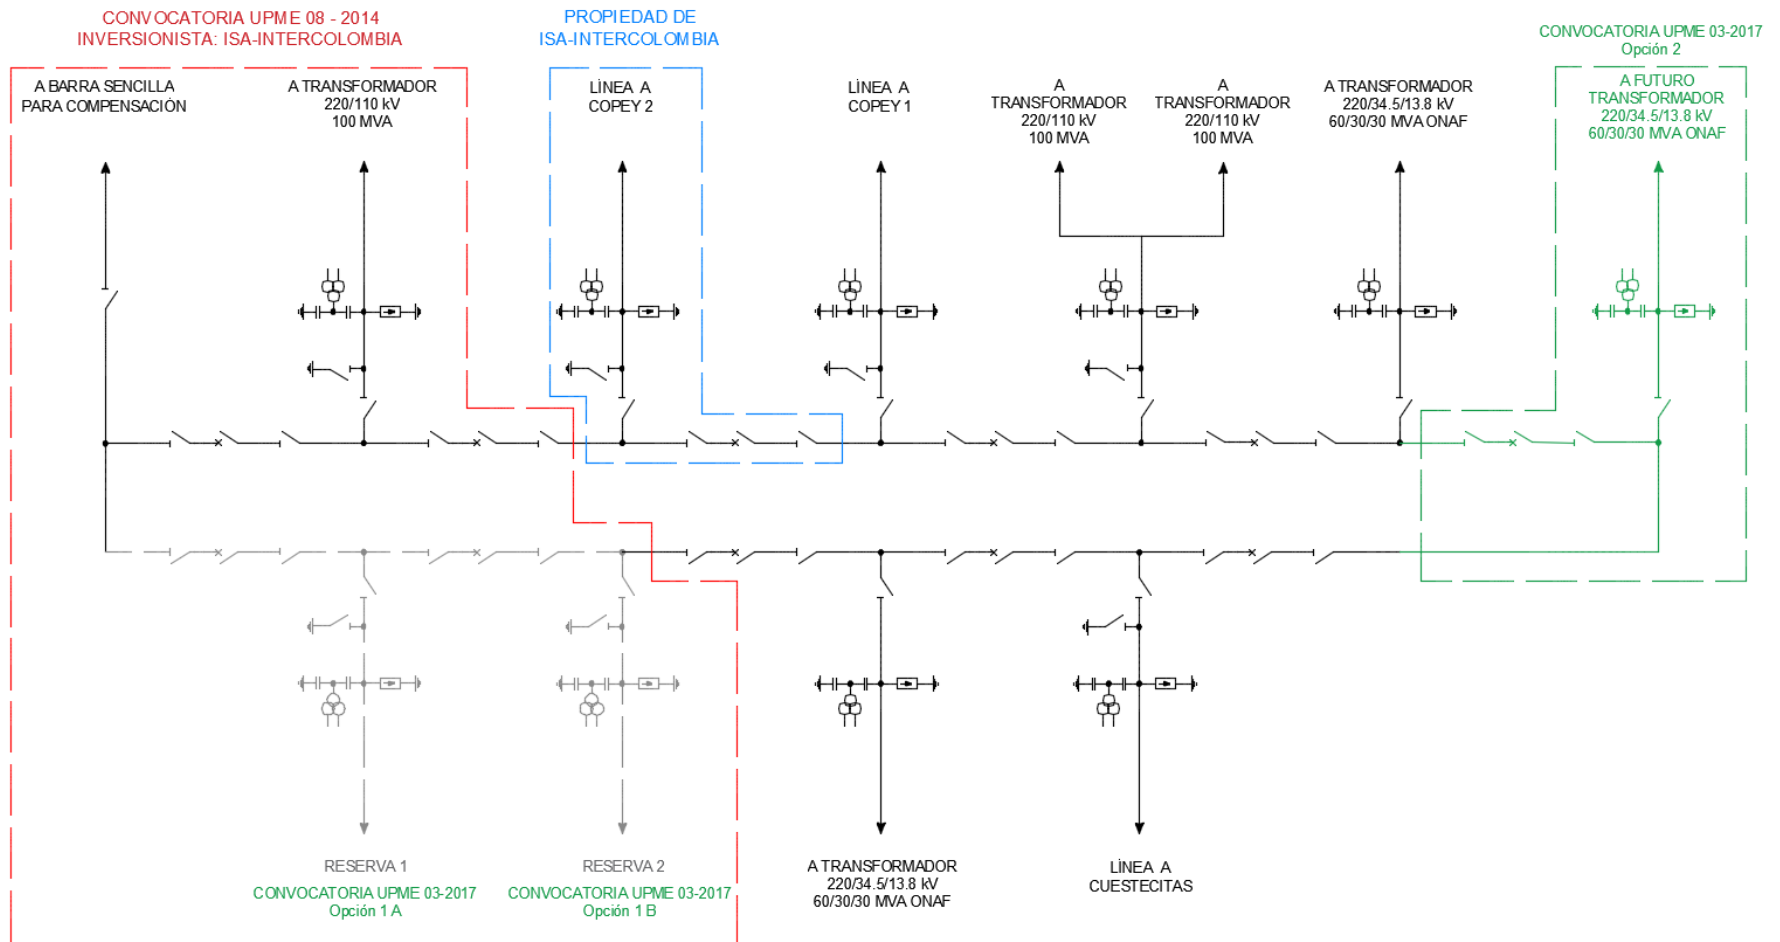 CONVOCATORIA UPME 08 - 2014
INVERSIONISTA: ISA-INTERCOLOMBIA
PROPIEDAD DE
ISA-INTERCOLOMBIA
CONVOCATORIA UPME 03-2017
Opción 2
A BARRA SENCILLA
PARA COMPENSACIÓN
A TRANSFORMADOR
220/110 kV
100 MVA
LÍNEA A
COPEY 2
LÍNEA A
COPEY 1
A
TRANSFORMADOR
220/110 kV
100 MVA
A
TRANSFORMADOR
220/110 kV
100 MVA
A TRANSFORMADOR
220/34.5/13.8 kV
60/30/30 MVA ONAF
A FUTURO
TRANSFORMADOR
220/34.5/13.8 kV
60/30/30 MVA ONAF
RESERVA 1
CONVOCATORIA UPME 03-2017
Opción 1 A
RESERVA 2
CONVOCATORIA UPME 03-2017
Opción 1 B
A TRANSFORMADOR
220/34.5/13.8 kV
60/30/30 MVA ONAF
LÍNEA A
CUESTECITAS